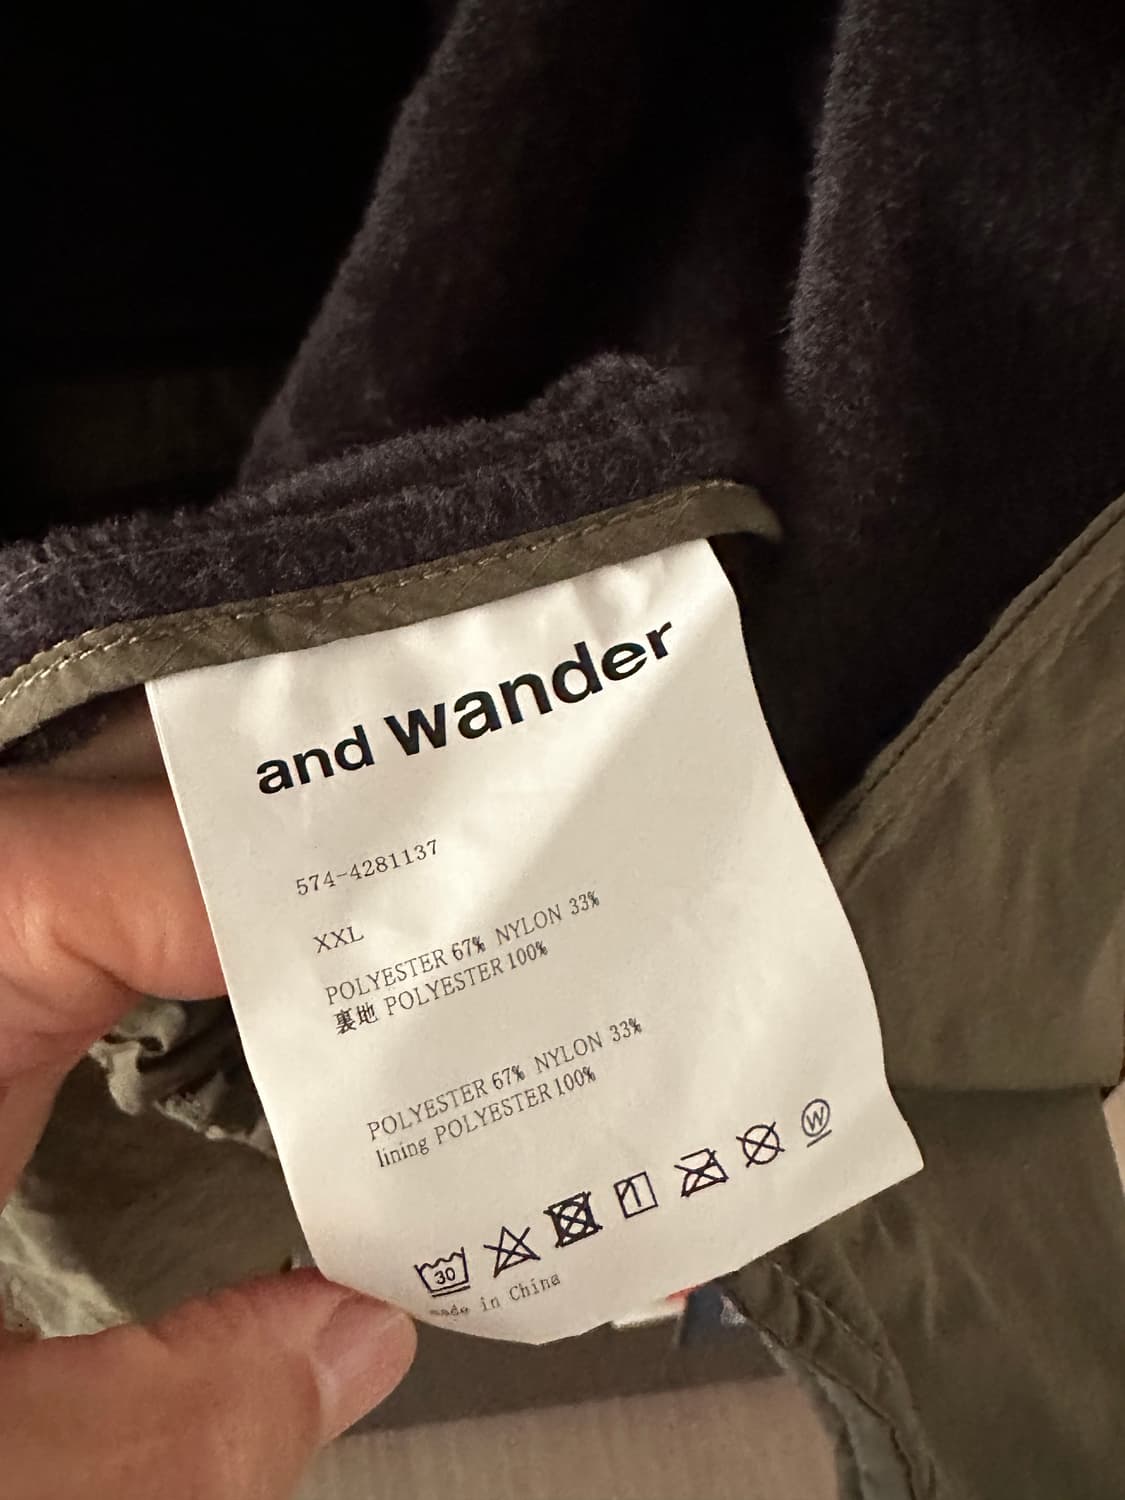 and wander
574-4281137
XXL
POLYESTER 67% NYLON 33%
裏地 POLYESTER 100%
POLYESTER 67% NYLON 33%
lining POLYESTER 100%
30
W
made in China